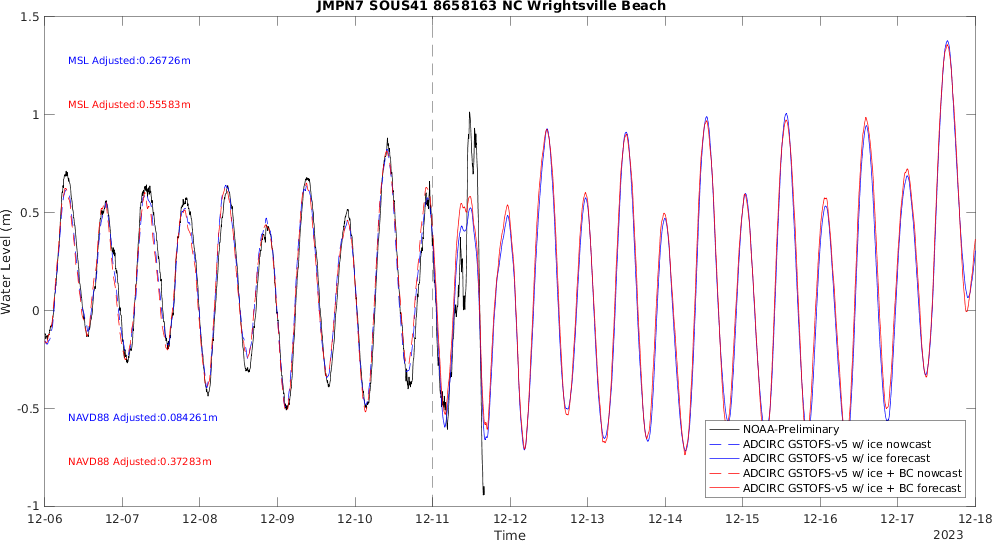 JMPN7 SOUS41 8658163 NC Wrightsville Beach
1.5
1
0.5
0
-0.5
-1
Water Level (m)
MSL Adjusted:0.26726m
MSL Adjusted:0.55583m
NAVD88 Adjusted:0.084261m
NAVD88 Adjusted:0.37283m
NOAA-Preliminary
ADCIRC GSTOFS-v5 w/ ice nowcast
ADCIRC GSTOFS-v5 w/ ice forecast
ADCIRC GSTOFS-v5 w/ ice + BC nowcast
ADCIRC GSTOFS-v5 w/ ice + BC forecast
12-06 12-07 12-08 12-09 12-10 12-11 12-12 12-13 12-14 12-15 12-16 12-17 12-18
Time
2023